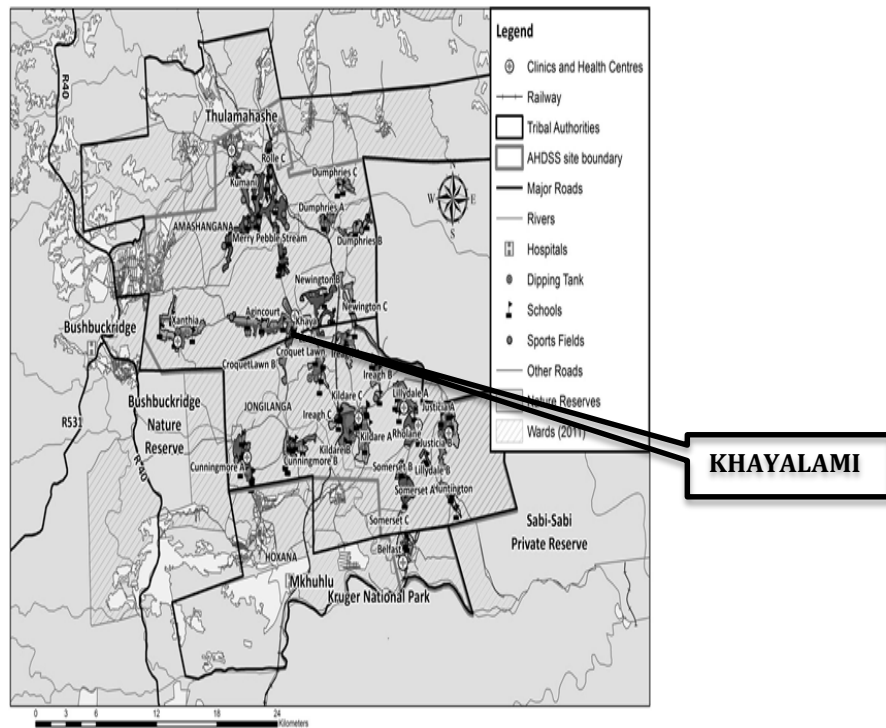 Legend
Clinics and Health Centres
Railway
Tribal Authorities
AHDSS site boundary
Major Roads
Rivers
Hospitals
Dipping Tank
Schools
Sports Fields
Other Roads
Nature Reserves
Wards (2011)
N
W
E
S
R40
Thulamahashe
Rolle C
Kumani
Dumphries C
Dumphries A
AMASHANGANA
Merry Pebble Stream
Dumphries B
Newington B
Newington C
Xanthia
Agincourt
Khaya
Bushbuckridge
Croquet Lawn
CroquetLawn B
Ireagh B
Kildare C
Lillydale A
Justicia A
R531
Bushbuckridge
Nature
Reserve
JONGILANGA
Ireagh C
Rholane
Kildare A
Justicia B
R40
Kildare B
Cunningmore A
Cunningmore B
Somerset B
Lillydale B
Somerset A
Huntington
Somerset C
Sabi-Sabi
Private Reserve
HOXANA
Belfast
Mkhuhlu
Kruger National Park
KHAYALAMI
0 3 6 12 18 24
Kilometers